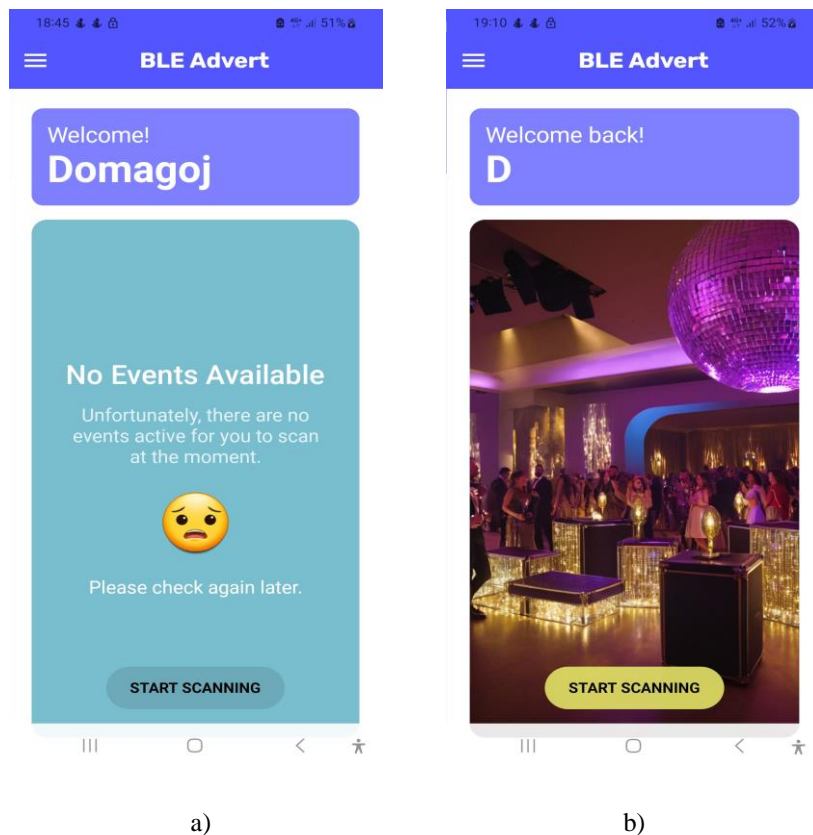 18:45
51%
BLE Advert
Welcome!
Domagoj
No Events Available
Unfortunately, there are no
events active for you to scan
at the moment.
Please check again later.
START SCANNING
a)
19:10
52%
BLE Advert
Welcome back!
D
START SCANNING
b)